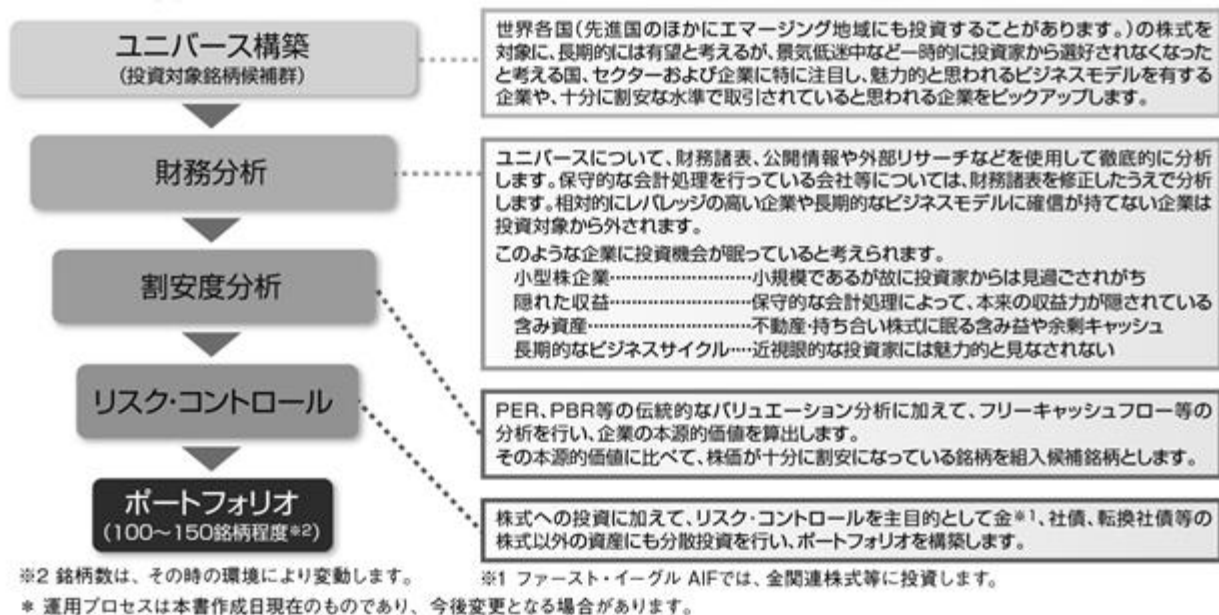 ユニバース構築
(投資対象銘柄候補群)
世界各国(先進国のほかにエマージング地域にも投資することがあります。)の株式を
対象に、長期的には有望と考えるが、景気低迷中など一時的に投資家から選好されなくなった
と考える国、セクターおよび企業に特に注目し、魅力的と思われるビジネスモデルを有する
企業や、十分に割安な水準で取引されていると思われる企業をピックアップします。
財務分析
ユニバースについて、財務諸表、公開情報や外部リサーチなどを使用して徹底的に分析
します。保守的な会計処理を行っている会社等については、財務諸表を修正したうえで分析
します。相対的にレバレッジの高い企業や長期的なビジネスモデルに確信が持てない企業は
投資対象から外されます。
このような企業に投資機会が眠っていると考えられます。
小型株企業……………………小規模であるが故に投資家からは見過ごされがち
隠れた収益……………………保守的な会計処理によって、本来の収益力が隠されている
含み資産………………………不動産・持ち合い株式に眠る含み益や余剰キャッシュ
長期的なビジネスサイクル……近視眼的な投資家には魅力的と見なされない
割安度分析
PER、PBR等の伝統的なバリュエーション分析に加えて、フリーキャッシュフロー等の
分析を行い、企業の本源的価値を算出します。
その本源的価値に比べて、株価が十分に割安になっている銘柄を組入候補銘柄とします。
リスク・コントロール
株式への投資に加えて、リスク・コントロールを主目的として金※1、社債、転換社債等の
株式以外の資産にも分散投資を行い、ポートフォリオを構築します。
ポートフォリオ
(100～150銘柄程度※2)
※2 銘柄数は、その時の環境により変動します。
※1 ファースト・イーグル AIFでは、金関連株式等に投資します。
* 運用プロセスは本書作成日現在のものであり、今後変更となる場合があります。